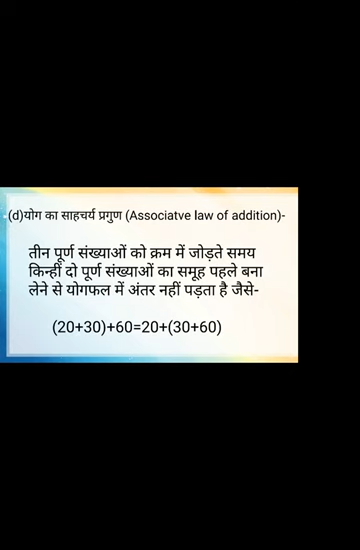 (d)योग का साहचर्य प्रगुण (Associatve law of addition)-
तीन पूर्ण संख्याओं को क्रम में जोड़ते समय
किन्हीं दो पूर्ण संख्याओं का समूह पहले बना
लेने से योगफल में अंतर नहीं पड़ता है जैसे-
(20+30)+60=20+(30+60)